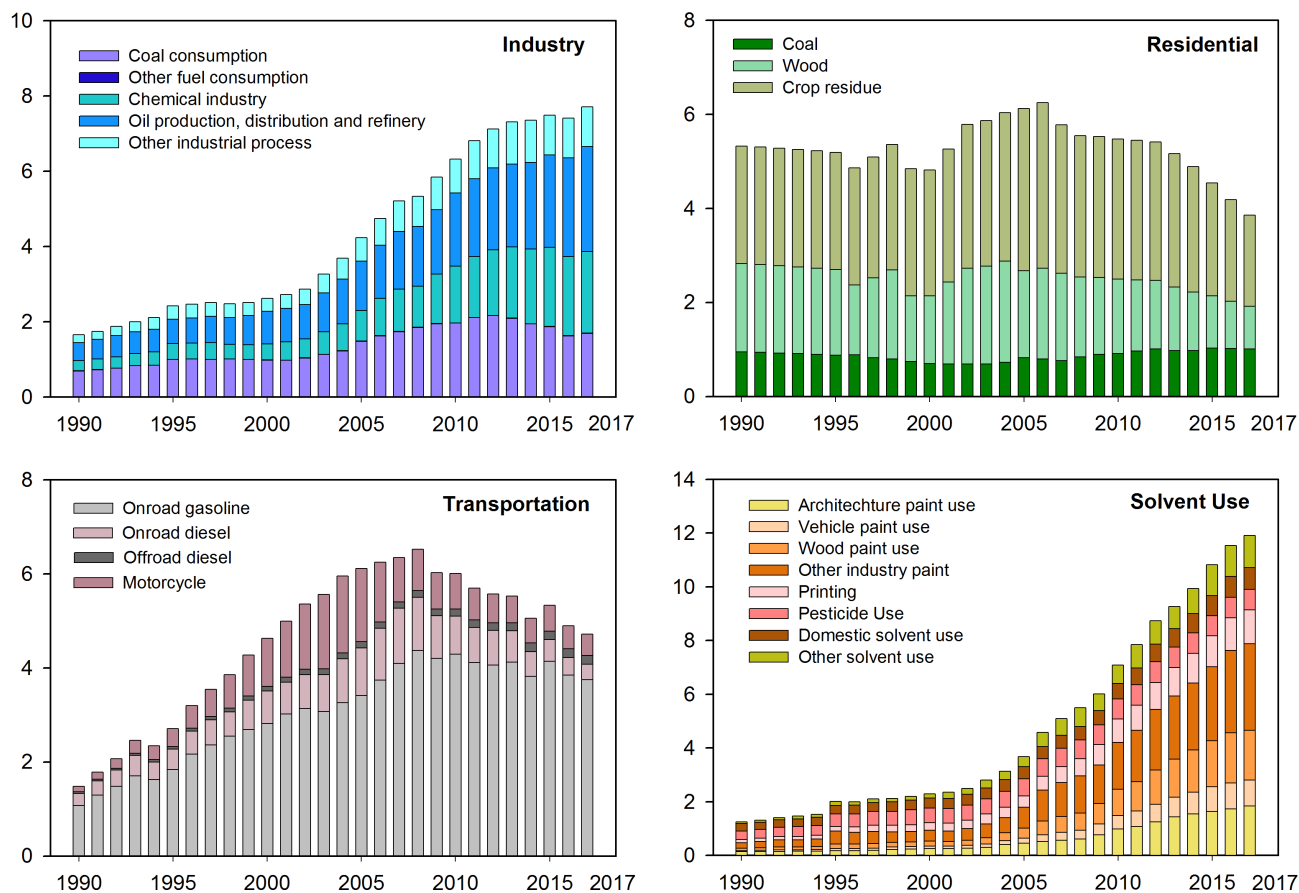 10
8
6
4
2
0
Industry
Coal consumption
Other fuel consumption
Chemical industry
Oil production, distribution and refinery
Other industrial process
1990 1995 2000 2005 2010 2015 2017
8
6
4
2
0
Residential
Coal
Wood
Crop residue
1990 1995 2000 2005 2010 2015 2017
8
6
4
2
0
Transportation
Onroad gasoline
Onroad diesel
Offroad diesel
Motorcycle
1990 1995 2000 2005 2010 2015 2017
14
12
10
8
6
4
2
0
Solvent Use
Architechture paint use
Vehicle paint use
Wood paint use
Other industry paint
Printing
Pesticide Use
Domestic solvent use
Other solvent use
1990 1995 2000 2005 2010 2015 2017